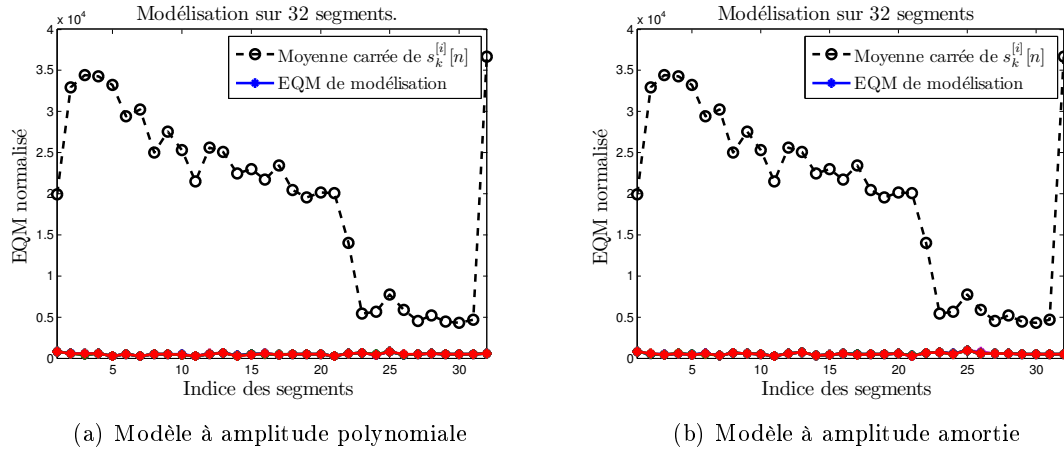 Modélisation sur 32 segments.
x 10⁴
4
3.5
3
2.5
2
1.5
1
0.5
0
EQM normalisé
Moyenne carrée de $s_k^{[i]}[n]$
EQM de modélisation
5 10 15 20 25 30
Indice des segments
(a) Modèle à amplitude polynomiale
Modélisation sur 32 segments
x 10⁴
4
3.5
3
2.5
2
1.5
1
0.5
0
EQM normalisé
Moyenne carrée de $s_k^{[i]}[n]$
EQM de modélisation
5 10 15 20 25 30
Indice des segments
(b) Modèle à amplitude amortie